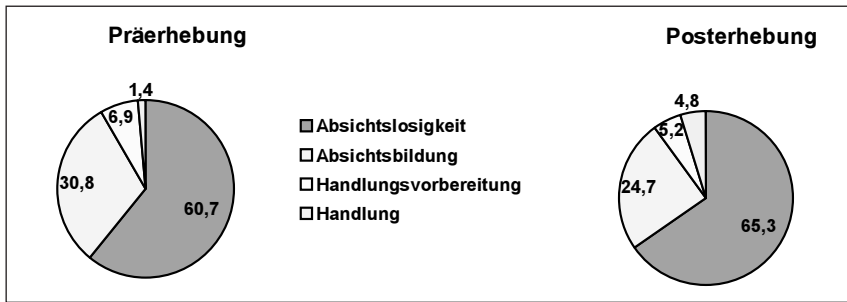 Präerhebung
1,4
6,9
30,8
60,7
Absichtslosigkeit
Absichtsbildung
Handlungsvorbereitung
Handlung
Posterhebung
4,8
5,2
24,7
65,3